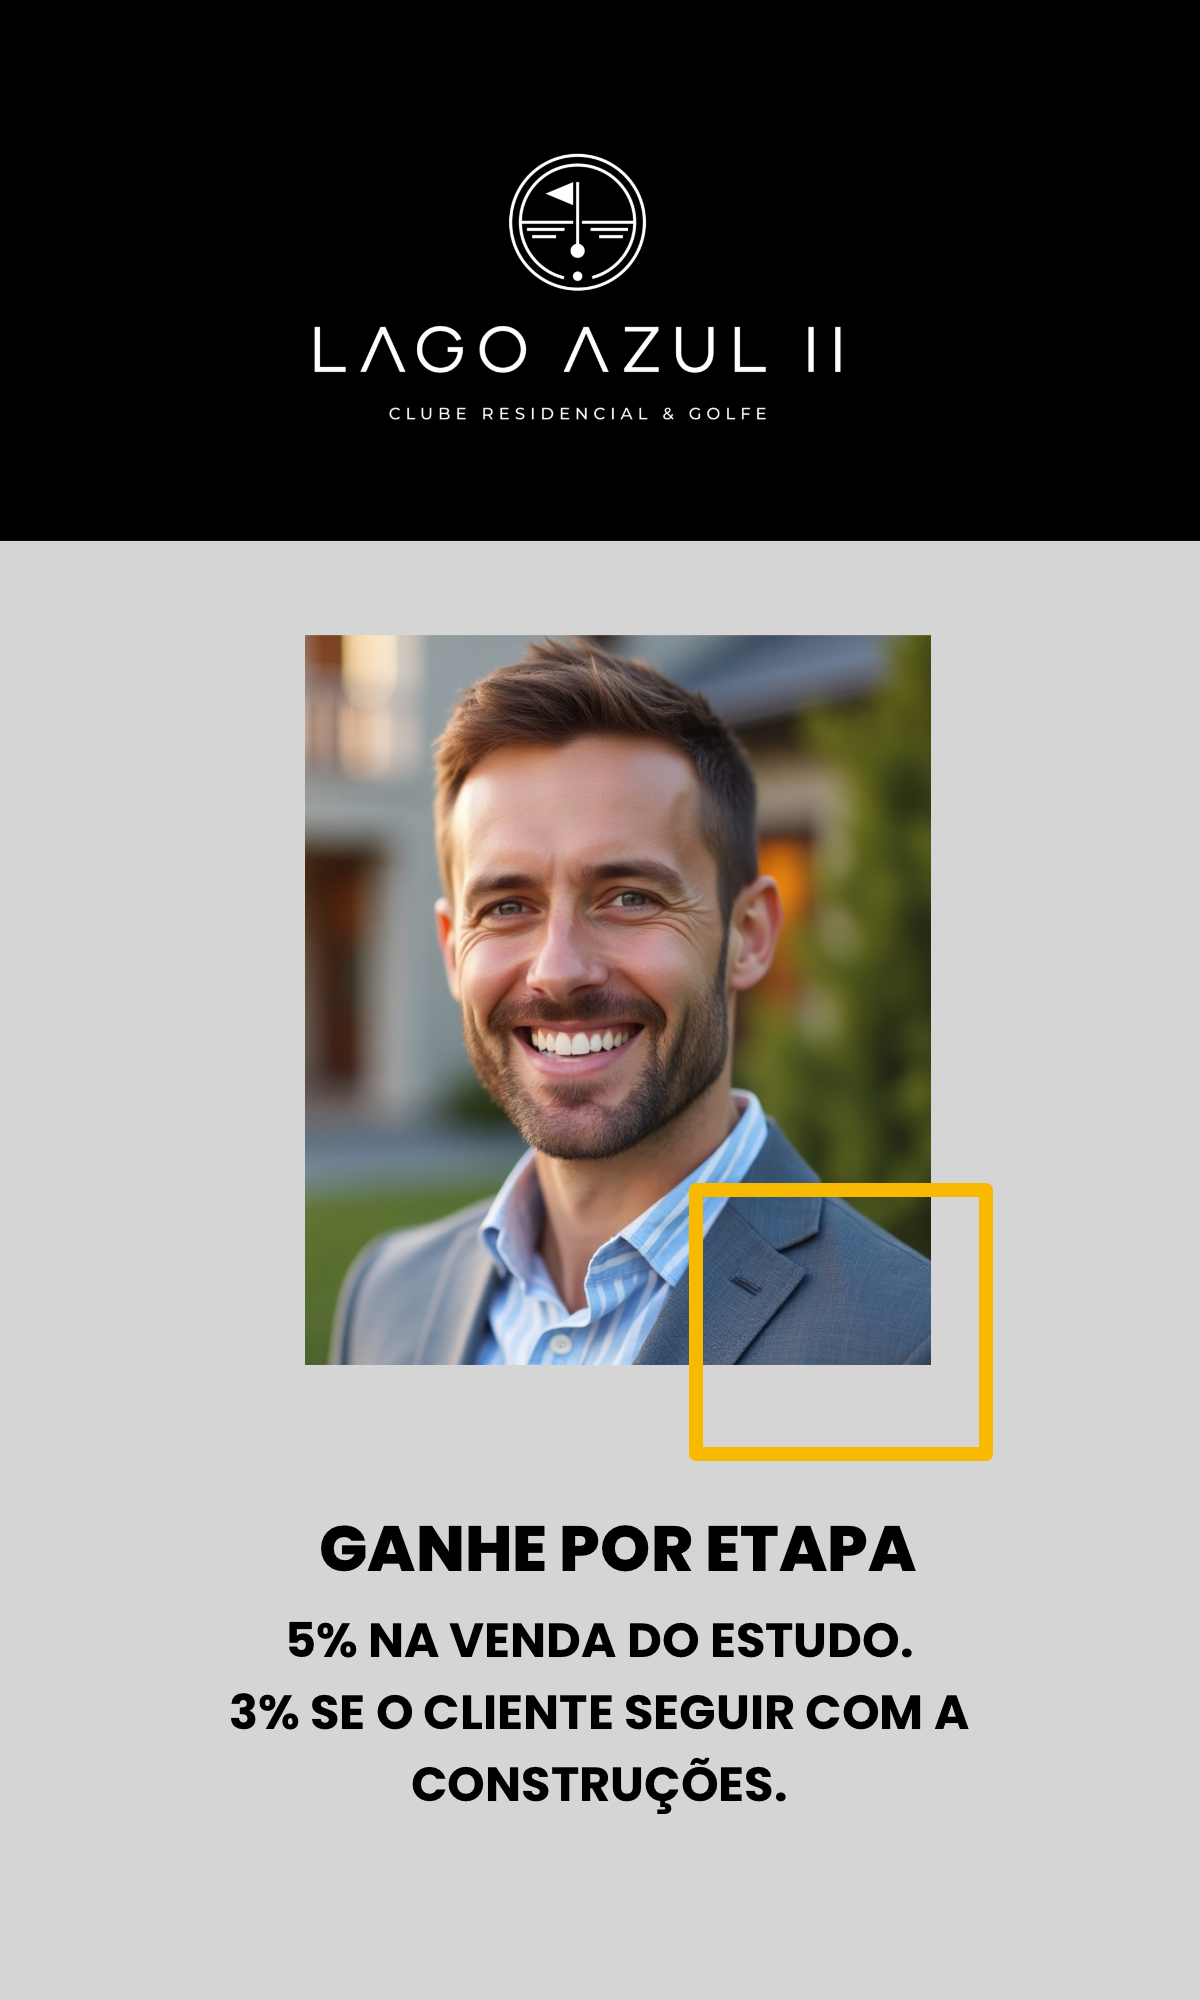 LAGO AZUL II
CLUBE RESIDENCIAL & GOLFE
GANHE POR ETAPA
5% NA VENDA DO ESTUDO.
3% SE O CLIENTE SEGUIR COM A
CONSTRUÇÕES.